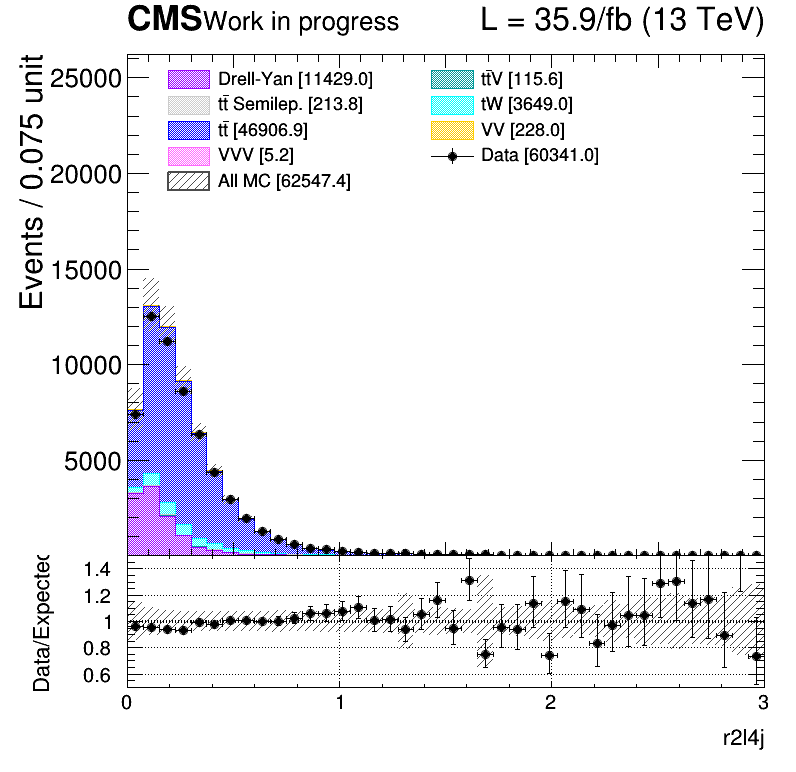 CMS Work in progress L = 35.9/fb (13 TeV)
Events / 0.075 unit
25000
20000
15000
10000
5000
Drell-Yan [11429.0]
tt̄ Semilep. [213.8]
tt̄ [46906.9]
VVV [5.2]
All MC [62547.4]
tt̄V [115.6]
tW [3649.0]
VV [228.0]
Data [60341.0]
Data/Expected
1.4
1.2
1
0.8
0.6
0 1 2 3
r2l4j